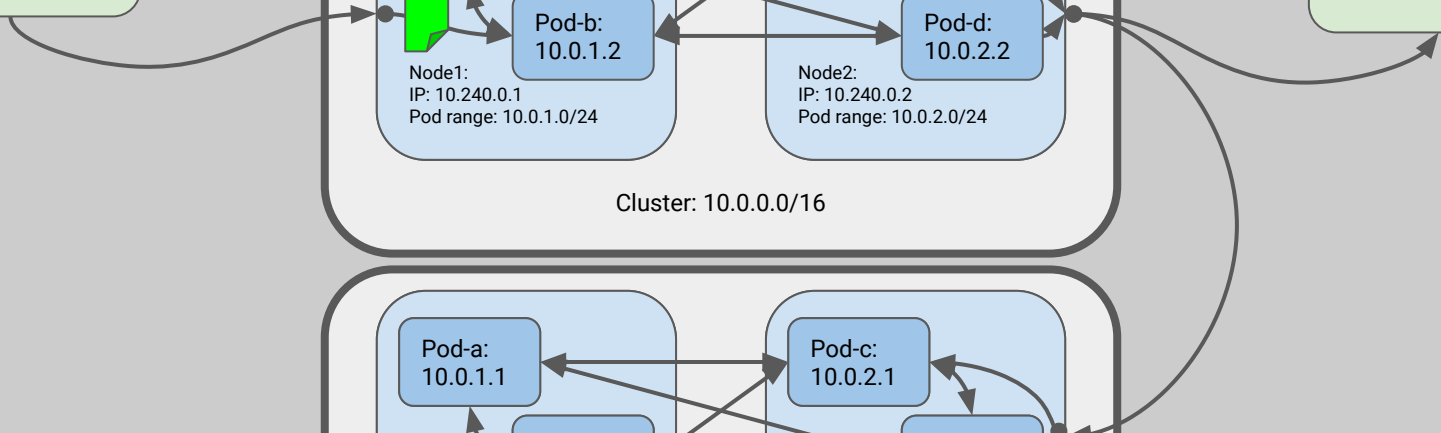 Pod-b:
10.0.1.2
Pod-d:
10.0.2.2
Node1:
IP: 10.240.0.1
Pod range: 10.0.1.0/24
Node2:
IP: 10.240.0.2
Pod range: 10.0.2.0/24
Cluster: 10.0.0.0/16
Pod-a:
10.0.1.1
Pod-c:
10.0.2.1